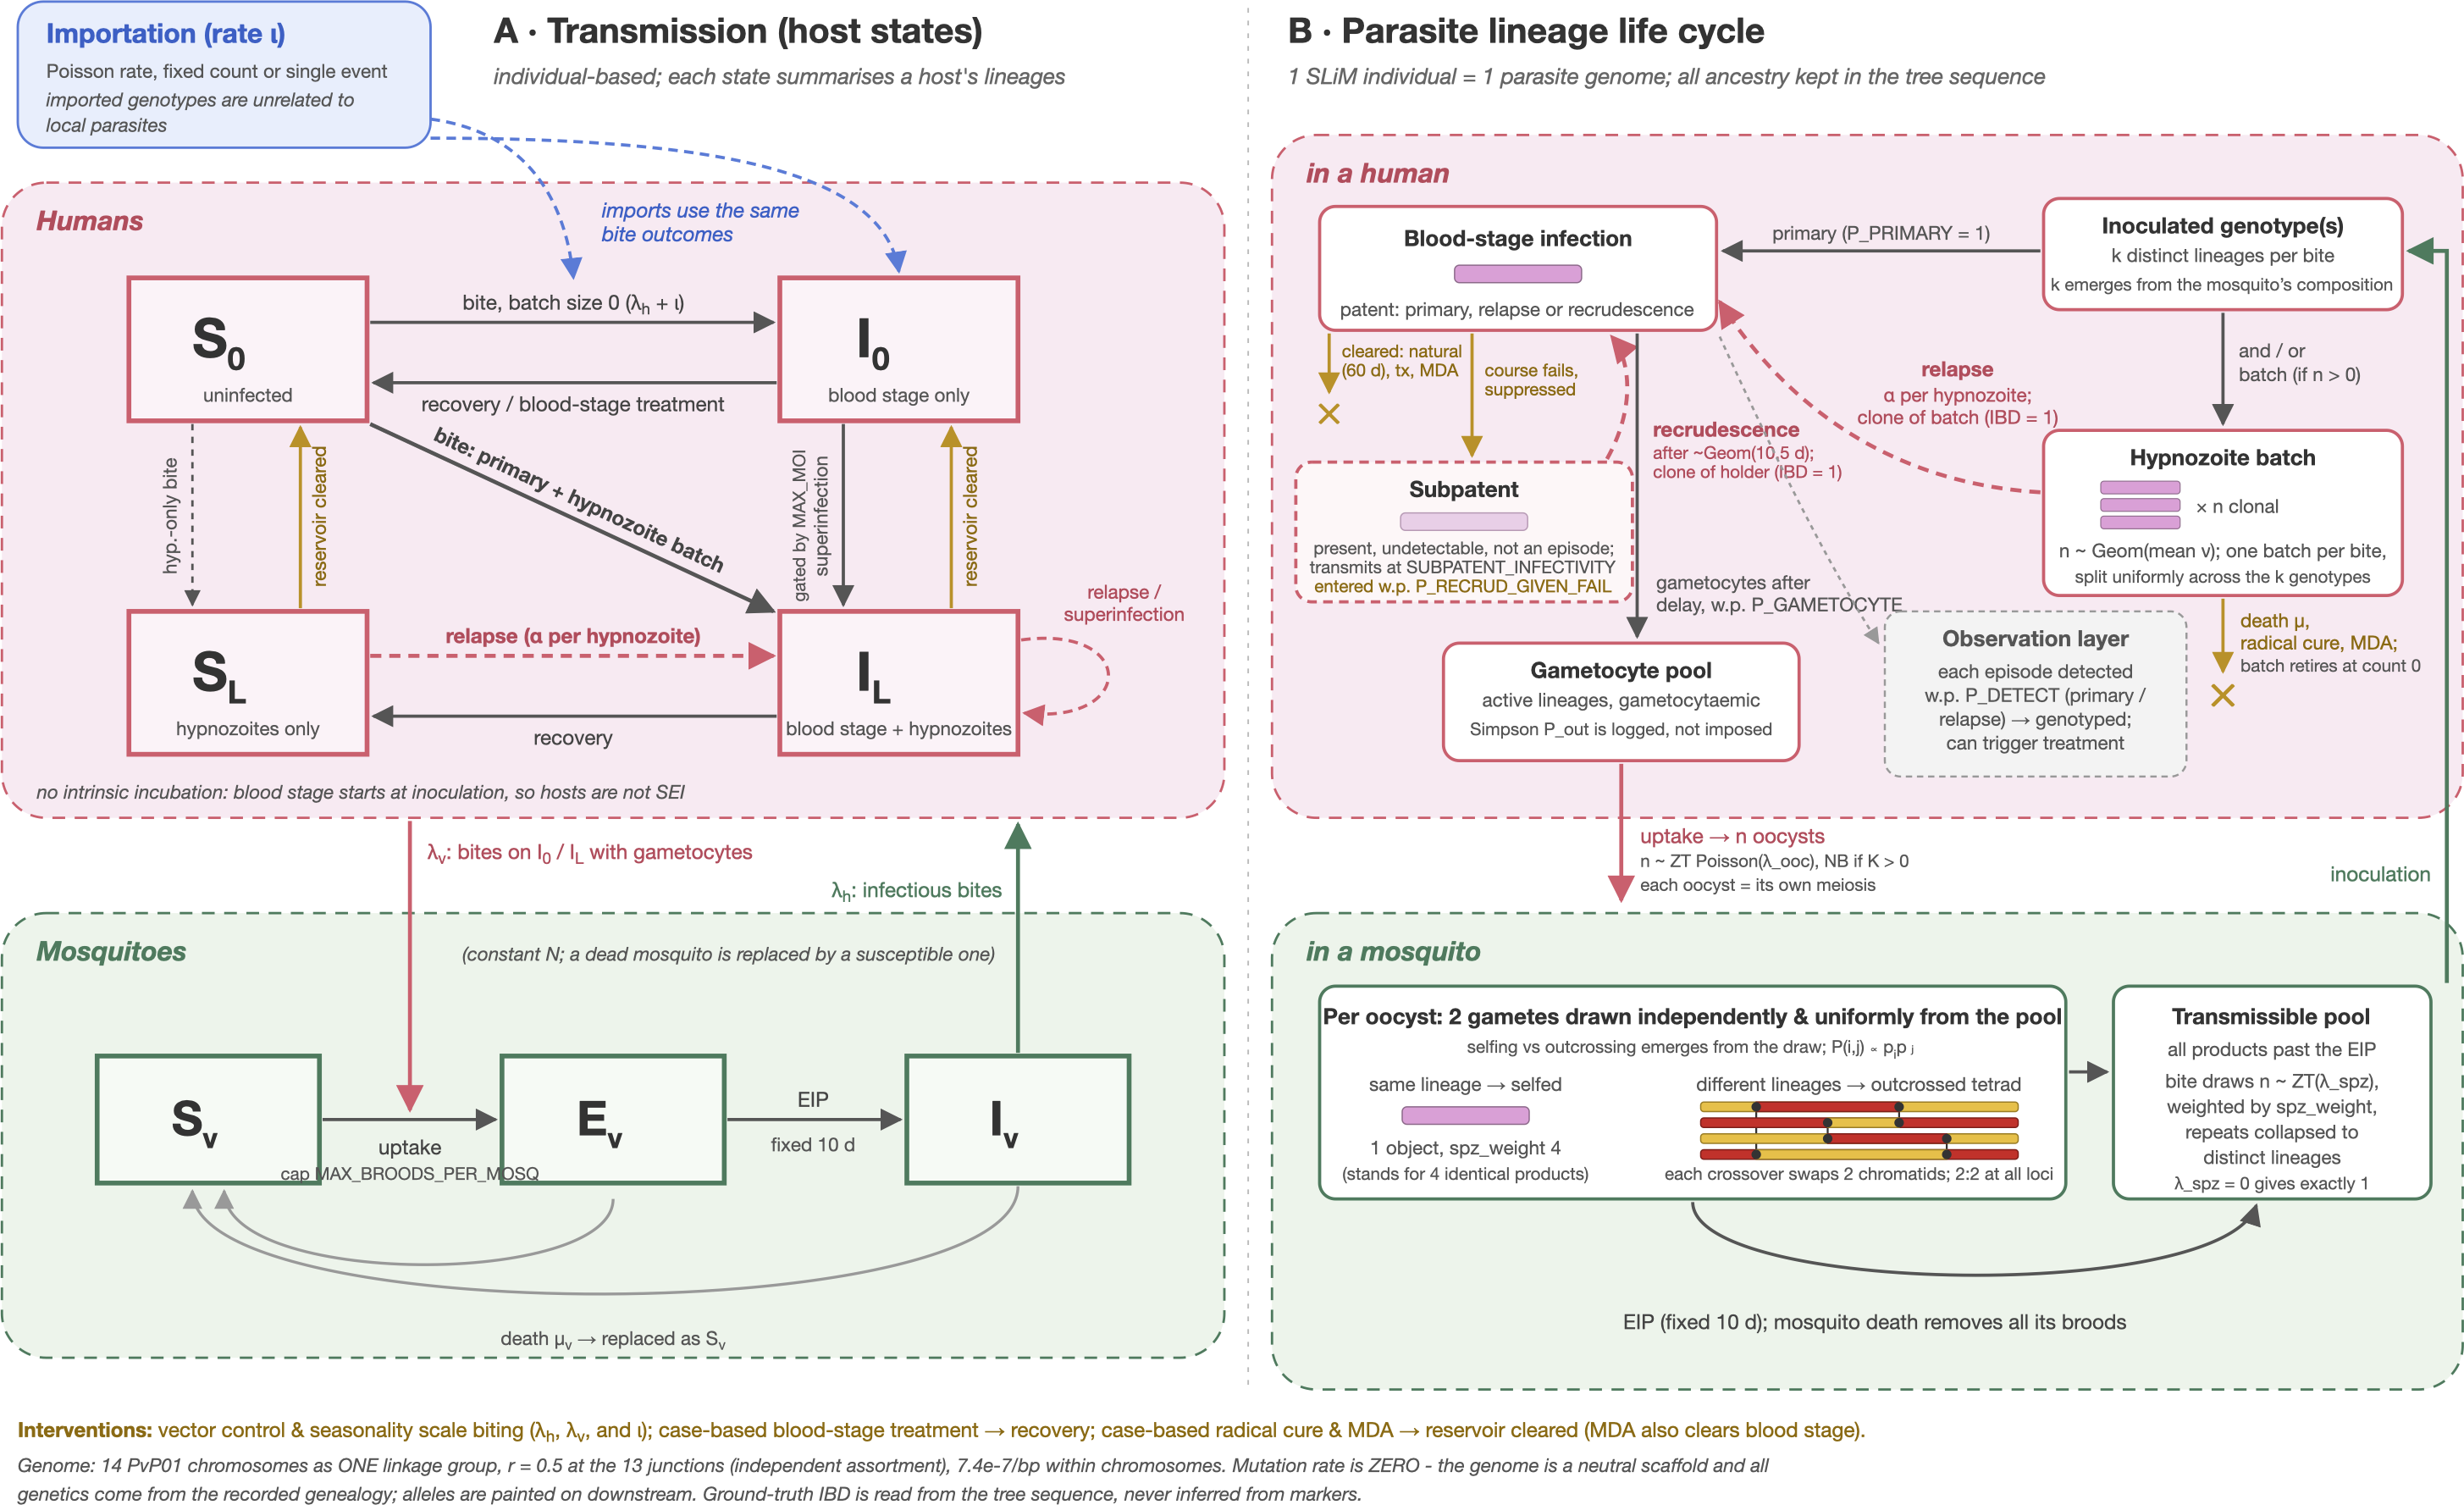 Importation (rate ι)
Poisson rate, fixed count or single event
imported genotypes are unrelated to
local parasites
A · Transmission (host states)
individual-based; each state summarises a host's lineages
Humans
imports use the same
bite outcomes
S0
uninfected
bite, batch size 0 (λh + ι)
I0
blood stage only
recovery / blood-stage treatment
bite: primary + hypnozoite batch
hyp.-only bite
reservoir cleared
gated by MAX_MOI
superinfection
reservoir cleared
SL
hypnozoites only
relapse (α per hypnozoite)
IL
blood stage + hypnozoites
relapse /
superinfection
recovery
no intrinsic incubation: blood stage starts at inoculation, so hosts are not SEI
λv: bites on I0 / IL with gametocytes
λh: infectious bites
Mosquitoes
(constant N; a dead mosquito is replaced by a susceptible one)
Sv
uptake
cap MAX_BROODS_PER_MOSQ
Ev
EIP
fixed 10 d
Iv
death μv → replaced as Sv
B · Parasite lineage life cycle
1 SLiM individual = 1 parasite genome; all ancestry kept in the tree sequence
in a human
Blood-stage infection
patent: primary, relapse or recrudescence
primary (P_PRIMARY = 1)
Inoculated genotype(s)
k distinct lineages per bite
k emerges from the mosquito's composition
cleared: natural
(60 d), tx, MDA
course fails,
suppressed
relapse
α per hypnozoite;
clone of batch (IBD = 1)
and / or
batch (if n > 0)
recrudescence
after ~Geom(10.5 d);
clone of holder (IBD = 1)
Subpatent
present, undetectable, not an episode;
transmits at SUBPATENT_INFECTIVITY
entered w.p. P_RECRUD_GIVEN_FAIL
Hypnozoite batch
× n clonal
n ~ Geom(mean ν); one batch per bite,
split uniformly across the k genotypes
gametocytes after
delay, w.p. P_GAMETOCYTE
death μ,
radical cure, MDA;
batch retires at count 0
Gametocyte pool
active lineages, gametocytaemic
Simpson P_out is logged, not imposed
Observation layer
each episode detected
w.p. P_DETECT (primary /
relapse) → genotyped;
can trigger treatment
uptake → n oocysts
n ~ ZT Poisson(λ_ooc), NB if K > 0
each oocyst = its own meiosis
inoculation
in a mosquito
Per oocyst: 2 gametes drawn independently & uniformly from the pool
selfing vs outcrossing emerges from the draw; P(i,j) ∝ pipj
same lineage → selfed
1 object, spz_weight 4
(stands for 4 identical products)
different lineages → outcrossed tetrad
each crossover swaps 2 chromatids; 2:2 at all loci
Transmissible pool
all products past the EIP
bite draws n ~ ZT(λ_spz),
weighted by spz_weight,
repeats collapsed to
distinct lineages
λ_spz = 0 gives exactly 1
EIP (fixed 10 d); mosquito death removes all its broods
Interventions: vector control & seasonality scale biting (λh, λv, and ι); case-based blood-stage treatment → recovery; case-based radical cure & MDA → reservoir cleared (MDA also clears blood stage).
Genome: 14 PvP01 chromosomes as ONE linkage group, r = 0.5 at the 13 junctions (independent assortment), 7.4e-7/bp within chromosomes. Mutation rate is ZERO - the genome is a neutral scaffold and all
genetics come from the recorded genealogy; alleles are painted on downstream. Ground-truth IBD is read from the tree sequence, never inferred from markers.